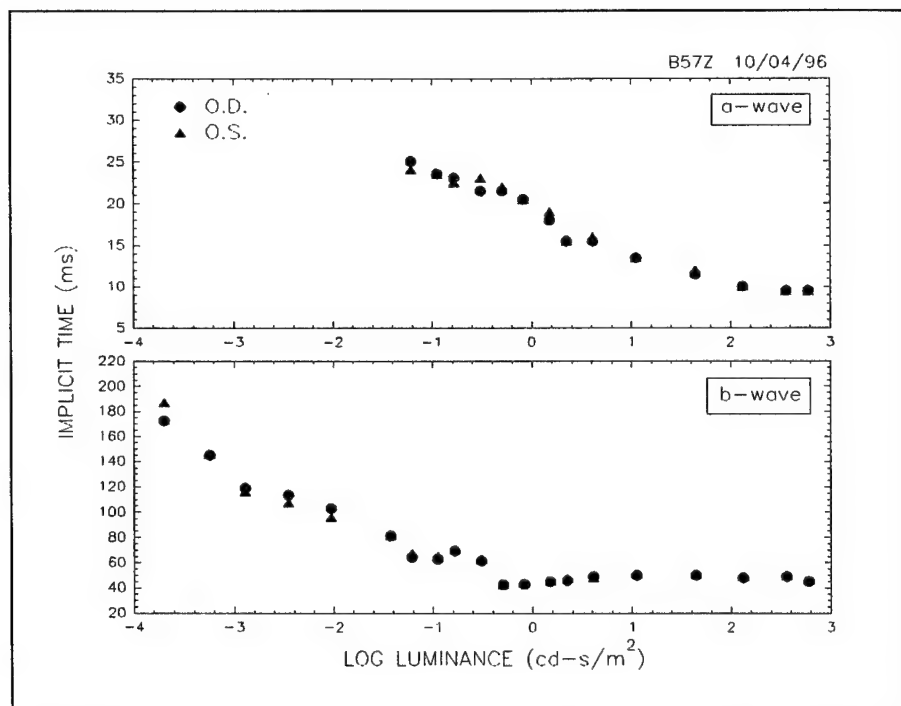 B57Z 10/04/96
35
30
25
20
15
10
5
O.D.
O.S.
a-wave
-4 -3 -2 -1 0 1 2 3
IMPLICIT TIME (ms)
220
200
180
160
140
120
100
80
60
40
20
b-wave
-4 -3 -2 -1 0 1 2 3
LOG LUMINANCE (cd-s/m²)